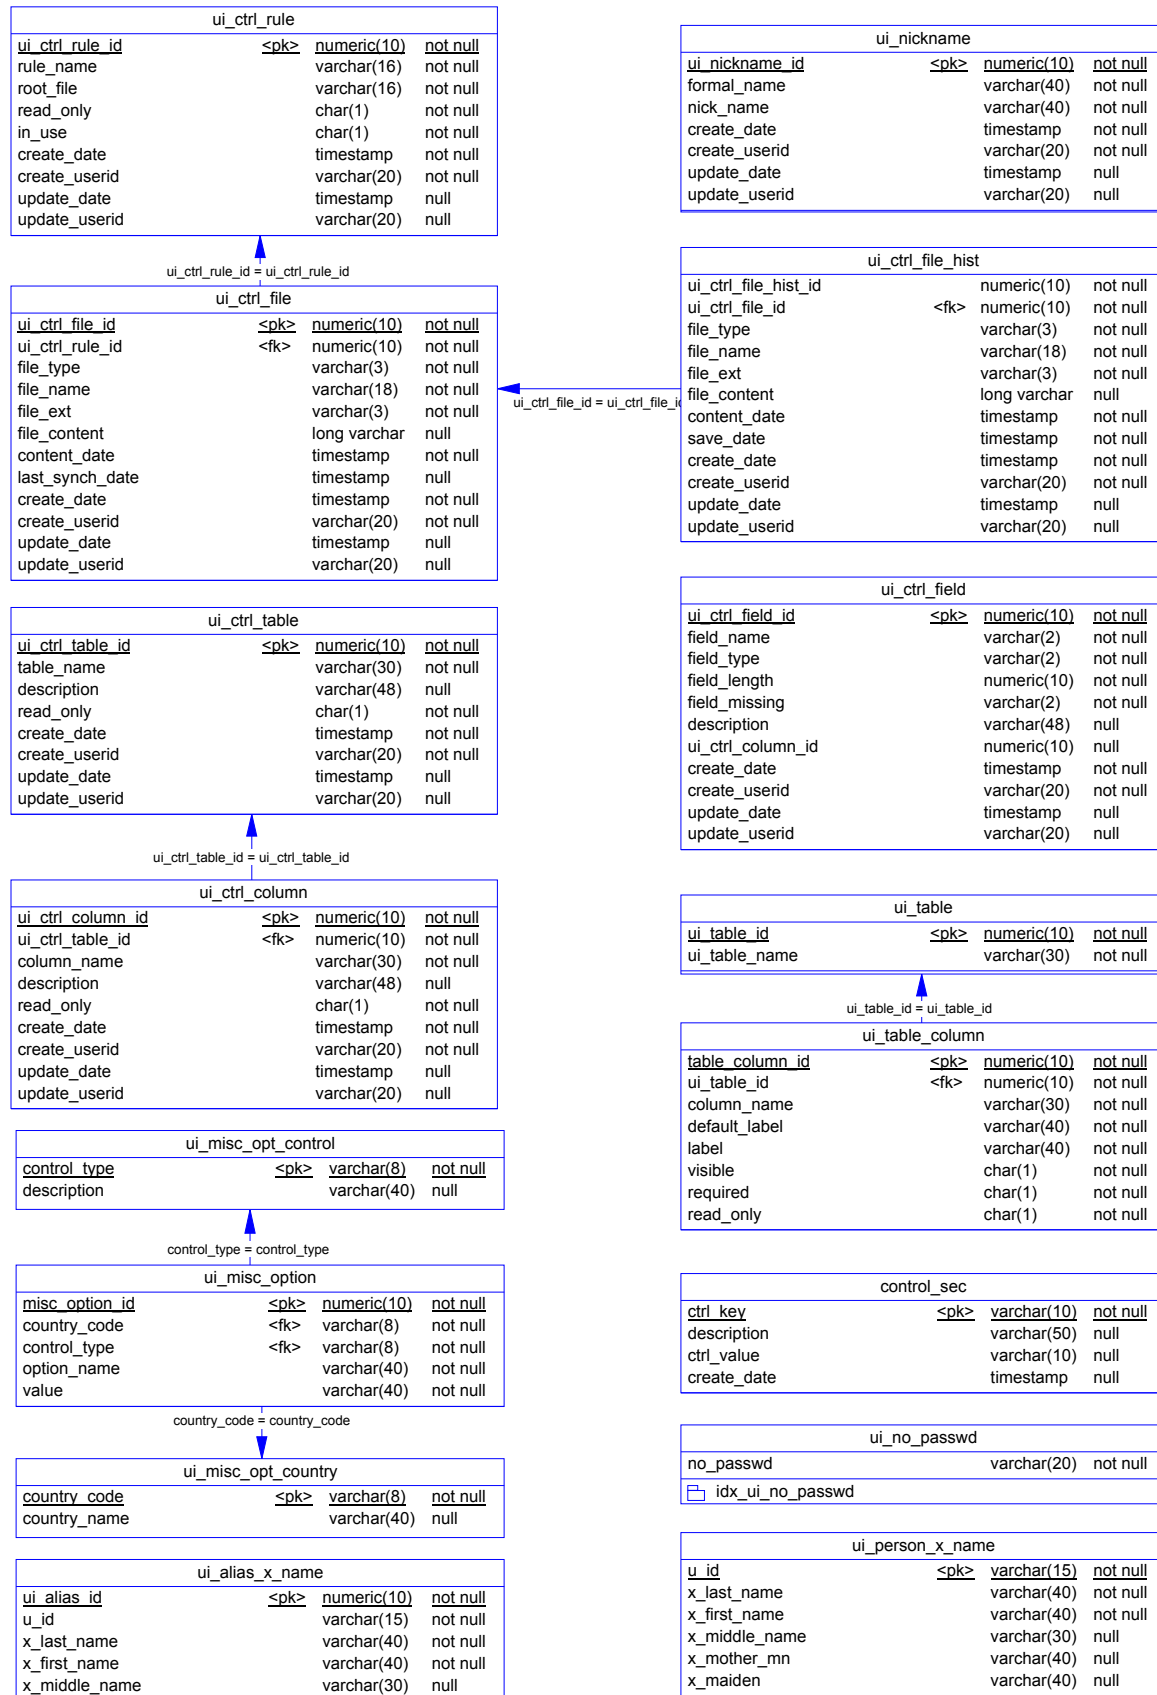 ui_ctrl_rule
ui_ctrl_rule_id <pk> numeric(10) not null
rule_name varchar(16) not null
root_file varchar(16) not null
read_only char(1) not null
in_use char(1) not null
create_date timestamp not null
create_userid varchar(20) not null
update_date timestamp null
update_userid varchar(20) null
ui_ctrl_rule_id = ui_ctrl_rule_id
ui_ctrl_file
ui_ctrl_file_id <pk> numeric(10) not null
ui_ctrl_rule_id <fk> numeric(10) not null
file_type varchar(3) not null
file_name varchar(18) not null
file_ext varchar(3) not null
file_content long varchar null
content_date timestamp not null
last_synch_date timestamp null
create_date timestamp not null
create_userid varchar(20) not null
update_date timestamp null
update_userid varchar(20) null
ui_ctrl_table
ui_ctrl_table_id <pk> numeric(10) not null
table_name varchar(30) not null
description varchar(48) null
read_only char(1) not null
create_date timestamp not null
create_userid varchar(20) not null
update_date timestamp null
update_userid varchar(20) null
ui_ctrl_table_id = ui_ctrl_table_id
ui_ctrl_column
ui_ctrl_column_id <pk> numeric(10) not null
ui_ctrl_table_id <fk> numeric(10) not null
column_name varchar(30) not null
description varchar(48) null
read_only char(1) not null
create_date timestamp not null
create_userid varchar(20) not null
update_date timestamp null
update_userid varchar(20) null
ui_misc_opt_control
control_type <pk> varchar(8) not null
description varchar(40) null
control_type = control_type
ui_misc_option
misc_option_id <pk> numeric(10) not null
country_code <fk> varchar(8) not null
control_type <fk> varchar(8) not null
option_name varchar(40) not null
value varchar(40) not null
country_code = country_code
ui_misc_opt_country
country_code <pk> varchar(8) not null
country_name varchar(40) null
ui_alias_x_name
ui_alias_id <pk> numeric(10) not null
u_id varchar(15) not null
x_last_name varchar(40) not null
x_first_name varchar(40) not null
x_middle_name varchar(30) null
ui_nickname
ui_nickname_id <pk> numeric(10) not null
formal_name varchar(40) not null
nick_name varchar(40) not null
create_date timestamp not null
create_userid varchar(20) not null
update_date timestamp null
update_userid varchar(20) null
ui_ctrl_file_hist
ui_ctrl_file_hist_id numeric(10) not null
ui_ctrl_file_id <fk> numeric(10) not null
file_type varchar(3) not null
file_name varchar(18) not null
file_ext varchar(3) not null
file_content long varchar null
content_date timestamp not null
save_date timestamp not null
create_date timestamp not null
create_userid varchar(20) not null
update_date timestamp null
update_userid varchar(20) null
ui_ctrl_file_id = ui_ctrl_file_id
ui_ctrl_field
ui_ctrl_field_id <pk> numeric(10) not null
field_name varchar(2) not null
field_type varchar(2) not null
field_length numeric(10) not null
field_missing varchar(2) not null
description varchar(48) null
ui_ctrl_column_id numeric(10) null
create_date timestamp not null
create_userid varchar(20) not null
update_date timestamp null
update_userid varchar(20) null
ui_table
ui_table_id <pk> numeric(10) not null
ui_table_name varchar(30) not null
ui_table_id = ui_table_id
ui_table_column
table_column_id <pk> numeric(10) not null
ui_table_id <fk> numeric(10) not null
column_name varchar(30) not null
default_label varchar(40) not null
label varchar(40) not null
visible char(1) not null
required char(1) not null
read_only char(1) not null
control_sec
ctrl_key <pk> varchar(10) not null
description varchar(50) null
ctrl_value varchar(10) null
create_date timestamp null
ui_no_passwd
no_passwd varchar(20) not null
idx_ui_no_passwd
ui_person_x_name
u_id <pk> varchar(15) not null
x_last_name varchar(40) not null
x_first_name varchar(40) not null
x_middle_name varchar(30) null
x_mother_mn varchar(40) null
x_maiden varchar(40) null